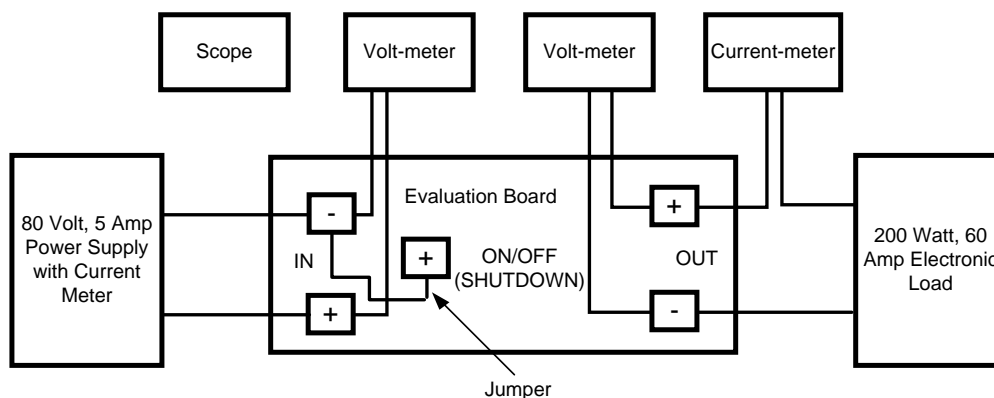 Scope
Volt-meter
Volt-meter
Current-meter
80 Volt, 5 Amp
Power Supply
with Current
Meter
-
Evaluation Board
+
IN
+
ON/OFF
(SHUTDOWN)
OUT
+
-
200 Watt, 60
Amp Electronic
Load
Jumper